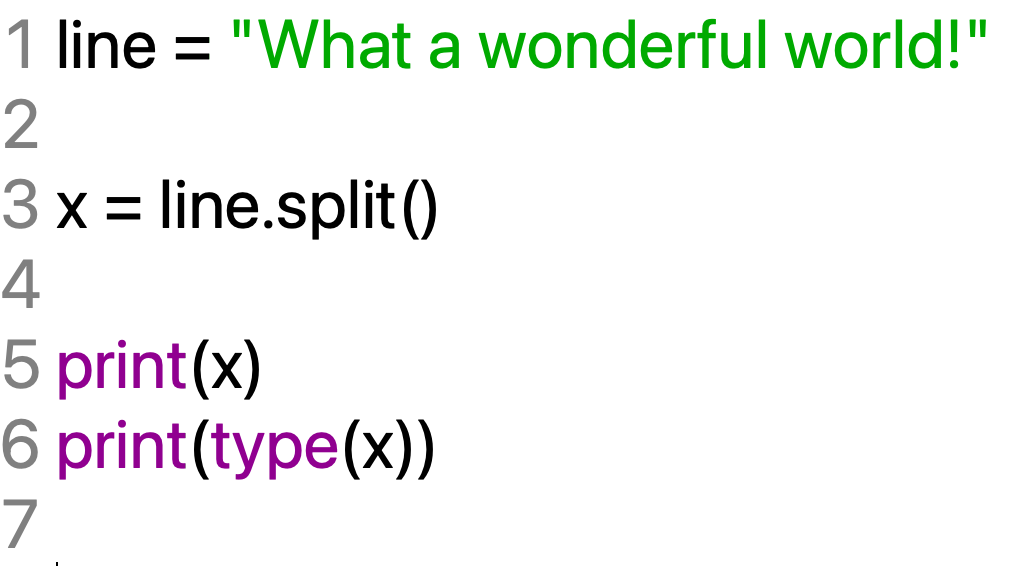 1 line = "What a wonderful world!"
2
3 x = line.split()
4
5 print(x)
6 print(type(x))
7